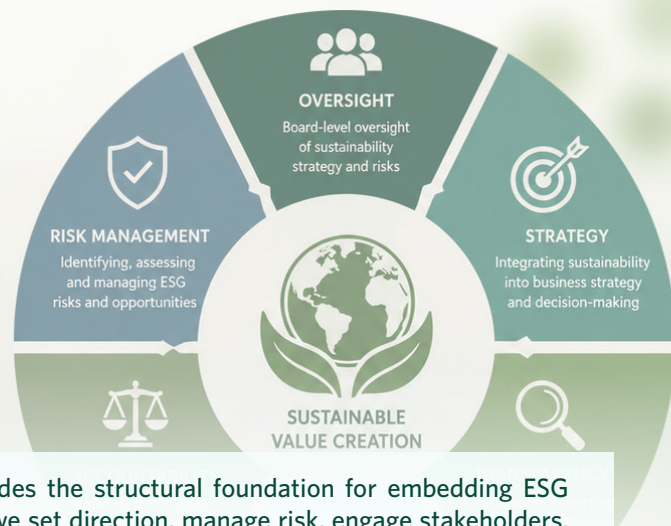 OVERSIGHT
Board-level oversight
of sustainability
strategy and risks
RISK MANAGEMENT
Identifying, assessing
and managing ESG
risks and opportunities
STRATEGY
Integrating sustainability
into business strategy
and decision-making
SUSTAINABLE
VALUE CREATION
the structural foundation for embedding ESG
set direction, manage risk, engage stakeholders,